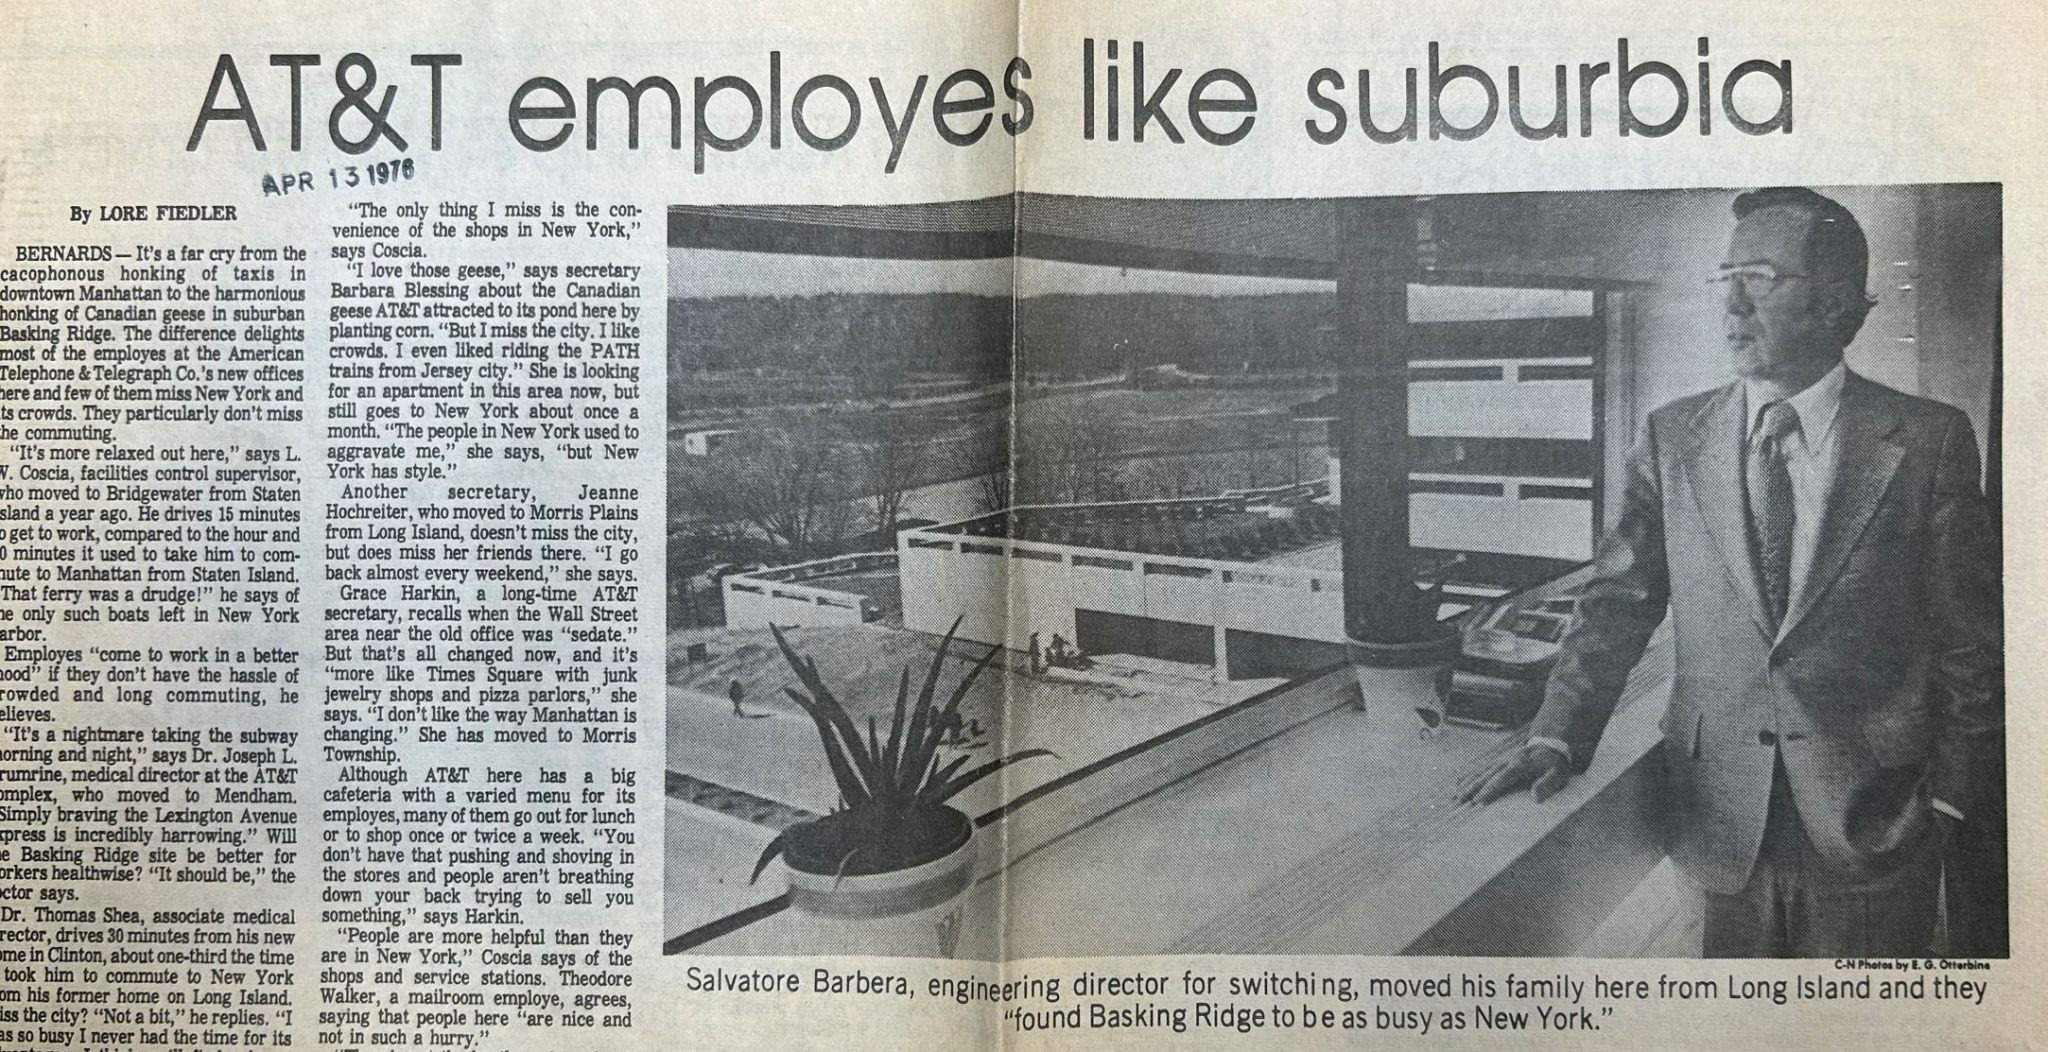 AT&T employes like suburbia
APR 13 1976
By LORE FIEDLER
BERNARDS — It's a far cry from the
cacophonous honking of taxis in
downtown Manhattan to the harmonious
honking of Canadian geese in suburban
Basking Ridge. The difference delights
most of the employes at the American
Telephone & Telegraph Co.'s new offices
here and few of them miss New York and
ts crowds. They particularly don't miss
he commuting.
"It's more relaxed out here," says L.
W. Coscia, facilities control supervisor,
who moved to Bridgewater from Staten
sland a year ago. He drives 15 minutes
o get to work, compared to the hour and
0 minutes it used to take him to com-
mute to Manhattan from Staten Island.
That ferry was a drudge!" he says of
he only such boats left in New York
arbor.
Employes "come to work in a better
mood" if they don't have the hassle of
rowded and long commuting, he
elieves.
"It's a nightmare taking the subway
morning and night," says Dr. Joseph L.
rumrine, medical director at the AT&T
omplex, who moved to Mendham.
Simply braving the Lexington Avenue
xpress is incredibly harrowing." Will
e Basking Ridge site be better for
orkers healthwise? "It should be," the
ctor says.
Dr. Thomas Shea, associate medical
rector, drives 30 minutes from his new
ome in Clinton, about one-third the time
took him to commute to New York
om his former home on Long Island.
iss the city? "Not a bit," he replies. "I
as so busy I never had the time for its
"The only thing I miss is the con-
venience of the shops in New York,"
says Coscia.
"I love those geese," says secretary
Barbara Blessing about the Canadian
geese AT&T attracted to its pond here by
planting corn. "But I miss the city. I like
crowds. I even liked riding the PATH
trains from Jersey city." She is looking
for an apartment in this area now, but
still goes to New York about once a
month. "The people in New York used to
aggravate me," she says, "but New
York has style."
Another secretary, Jeanne
Hochreiter, who moved to Morris Plains
from Long Island, doesn't miss the city,
but does miss her friends there. "I go
back almost every weekend," she says.
Grace Harkin, a long-time AT&T
secretary, recalls when the Wall Street
area near the old office was "sedate."
But that's all changed now, and it's
"more like Times Square with junk
jewelry shops and pizza parlors," she
says. "I don't like the way Manhattan is
changing." She has moved to Morris
Township.
Although AT&T here has a big
cafeteria with a varied menu for its
employes, many of them go out for lunch
or to shop once or twice a week. "You
don't have that pushing and shoving in
the stores and people aren't breathing
down your back trying to sell you
something," says Harkin.
"People are more helpful than they
are in New York," Coscia says of the
shops and service stations. Theodore
Walker, a mailroom employe, agrees,
saying that people here "are nice and
not in such a hurry."
C-N Photos by E. G. Otterbine
Salvatore Barbera, engineering director for switching, moved his family here from Long Island and they
"found Basking Ridge to be as busy as New York."